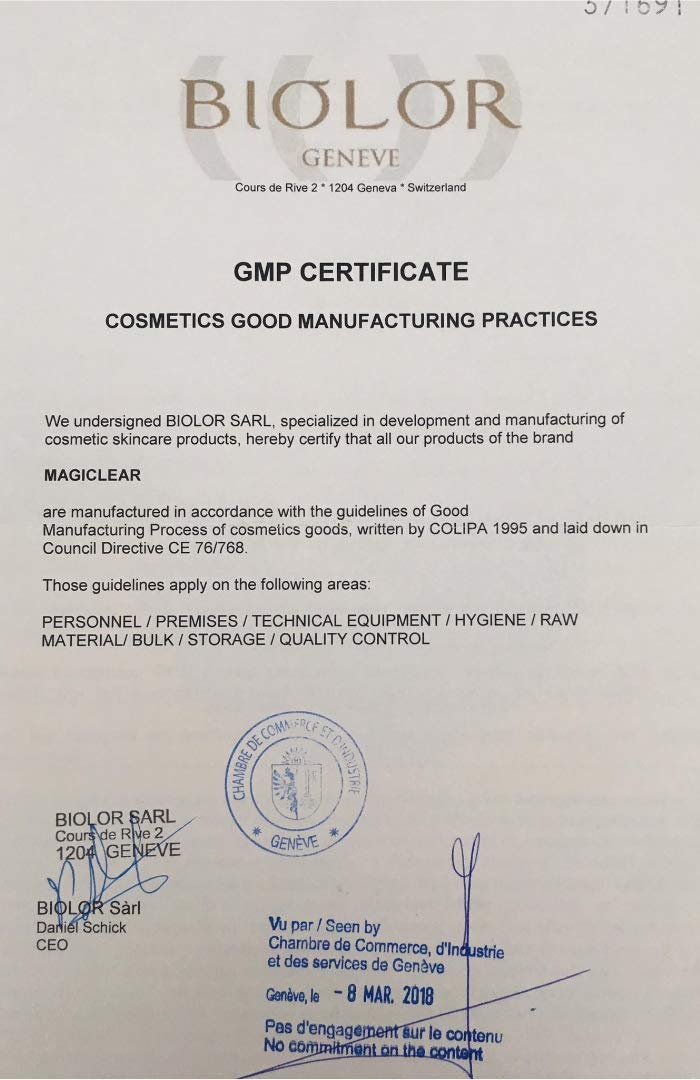 571691
BIOLOR
GENEVE
Cours de Rive 2 * 1204 Geneva * Switzerland
GMP CERTIFICATE
COSMETICS GOOD MANUFACTURING PRACTICES
We undersigned BIOLOR SARL, specialized in development and manufacturing of
cosmetic skincare products, hereby certify that all our products of the brand
MAGICLEAR
are manufactured in accordance with the guidelines of Good
Manufacturing Process of cosmetics goods, written by COLIPA 1995 and laid down in
Council Directive CE 76/768.
Those guidelines apply on the following areas:
PERSONNEL / PREMISES / TECHNICAL EQUIPMENT / HYGIENE / RAW
MATERIAL/ BULK / STORAGE / QUALITY CONTROL
CHAMBRE DE COMMERCE ET D'INDUSTRIE
* GENÈVE *
BIOLOR SARL
Cours de Rive 2
1204 GENEVE
BIOLOR Sàrl
Daniel Schick
CEO
Vu par / Seen by
Chambre de Commerce, d'Industrie
et des services de Genève
Genève, le - 8 MAR. 2018
Pas d'engagement sur le contenu
No commitment on the content